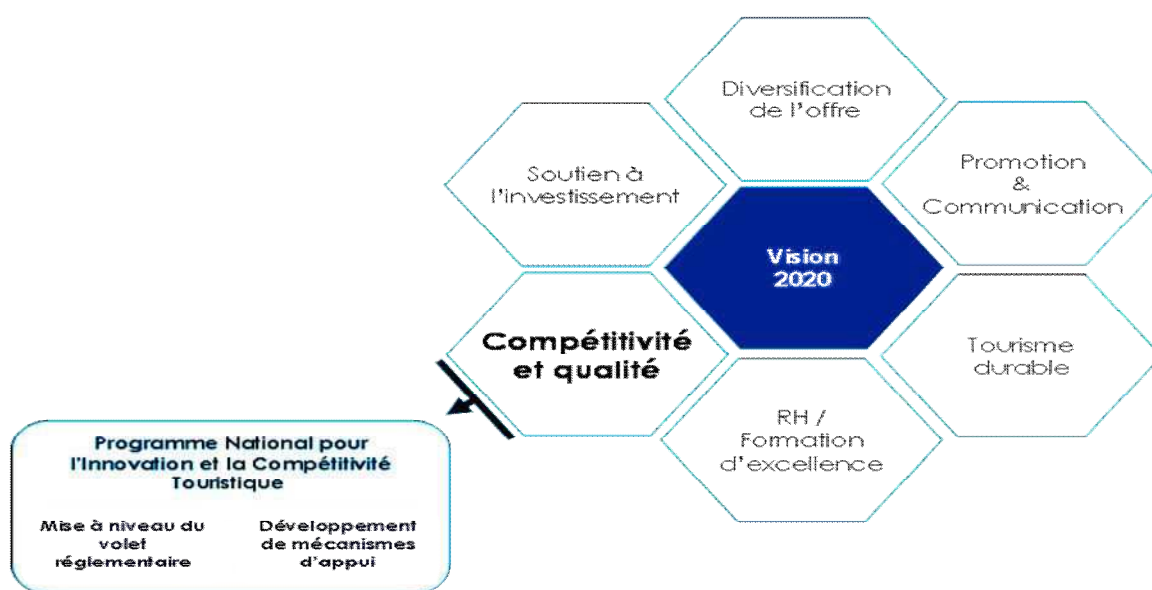 Diversification
de l'offre
Soutien à
l'investissement
Promotion
&
Communication
Vision
2020
Compétitivité
et qualité
Tourisme
durable
RH /
Formation
d'excellence
Programme National pour
l'Innovation et la Compétitivité
Touristique
Mise à niveau du
volet
réglementaire
Développement
de mécanismes
d'appui